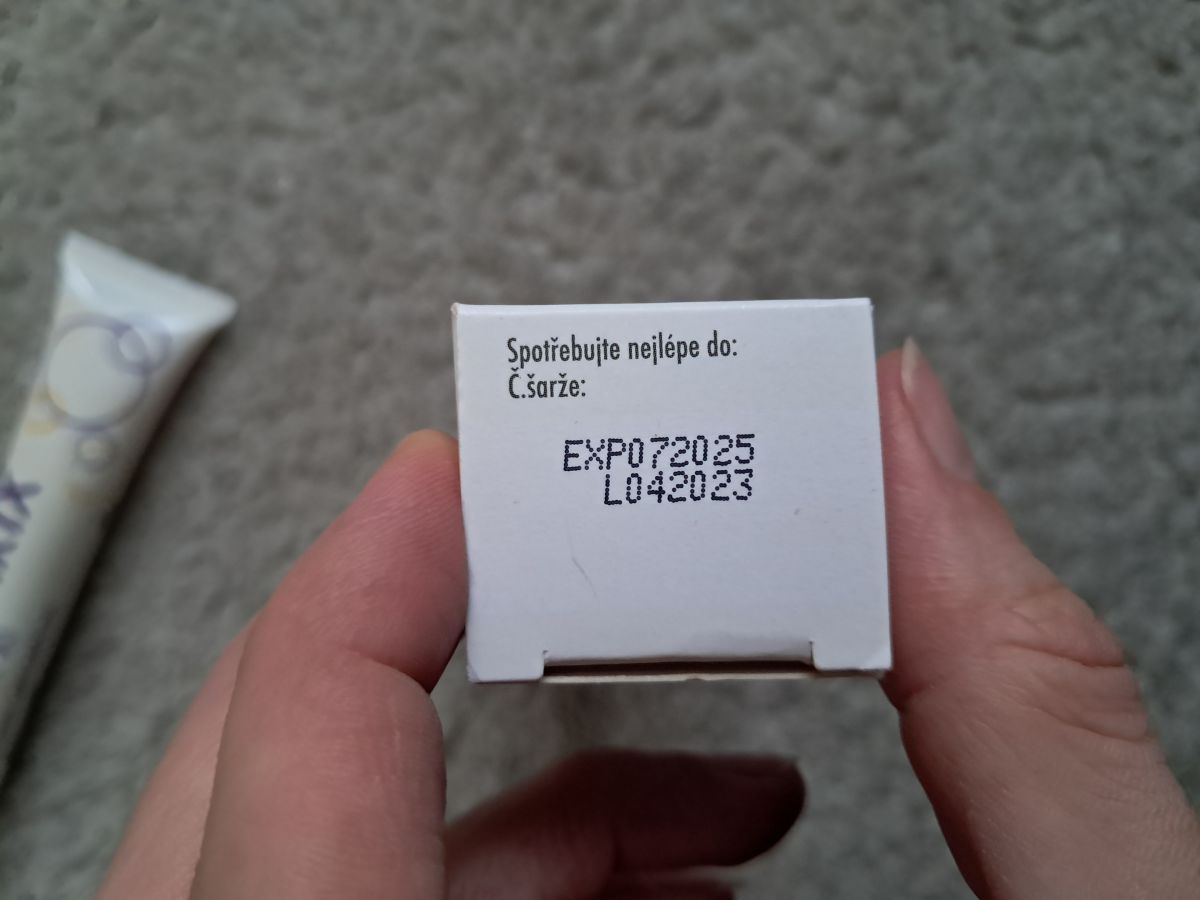 Spotřebujte nejlépe do:
Č.šarže:
EXP072025
L042023